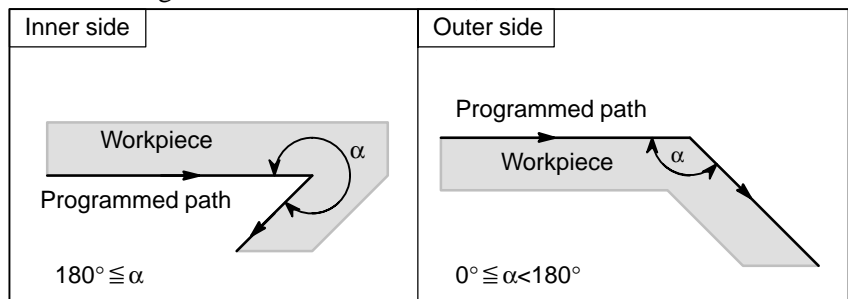 Inner side
Workpiece
α
Programmed path
180°≦α
Outer side
Programmed path
Workpiece
α
0°≦α<180°